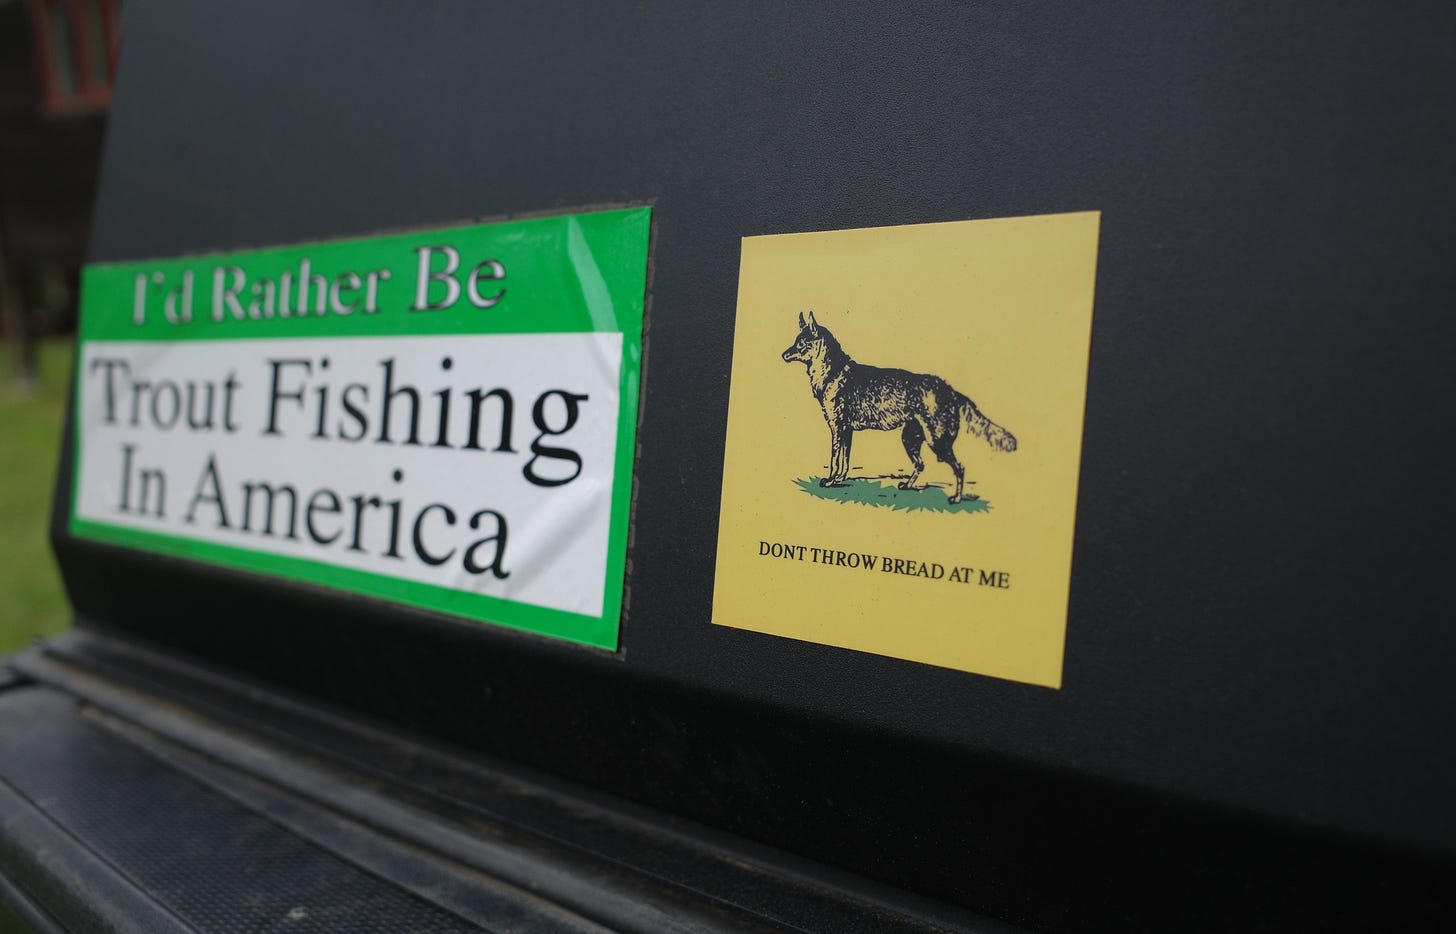 I'd Rather Be
Trout Fishing
In America
DONT THROW BREAD AT ME